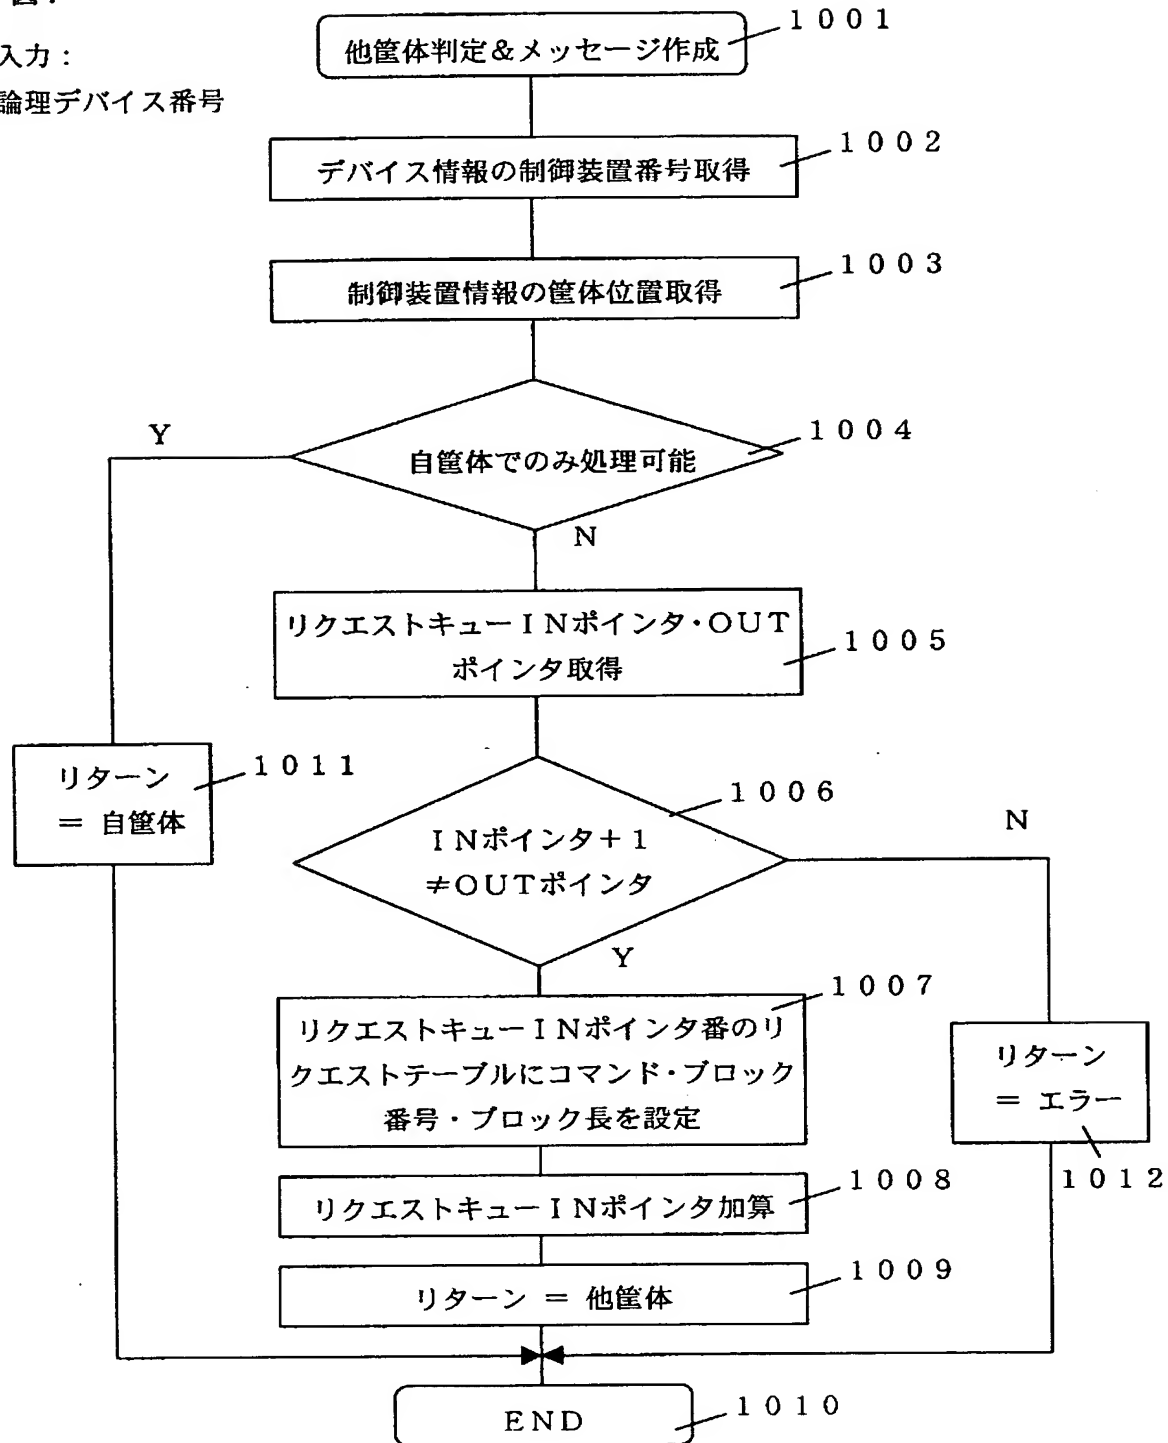 入力：
論理デバイス番号
他筐体判定＆メッセージ作成
１００１
デバイス情報の制御装置番号取得
１００２
制御装置情報の筐体位置取得
１００３
Ｙ
自筐体でのみ処理可能
１００４
Ｎ
リクエストキューＩＮポインタ・ＯＵＴ
ポインタ取得
１００５
リターン
＝ 自筐体
１０１１
ＩＮポインタ＋１
≠ＯＵＴポインタ
１００６
Ｎ
Ｙ
リクエストキューＩＮポインタ番のリ
クエストテーブルにコマンド・ブロック
番号・ブロック長を設定
１００７
リターン
＝ エラー
１０１２
リクエストキューＩＮポインタ加算
１００８
リターン ＝ 他筐体
１００９
ＥＮＤ
１０１０